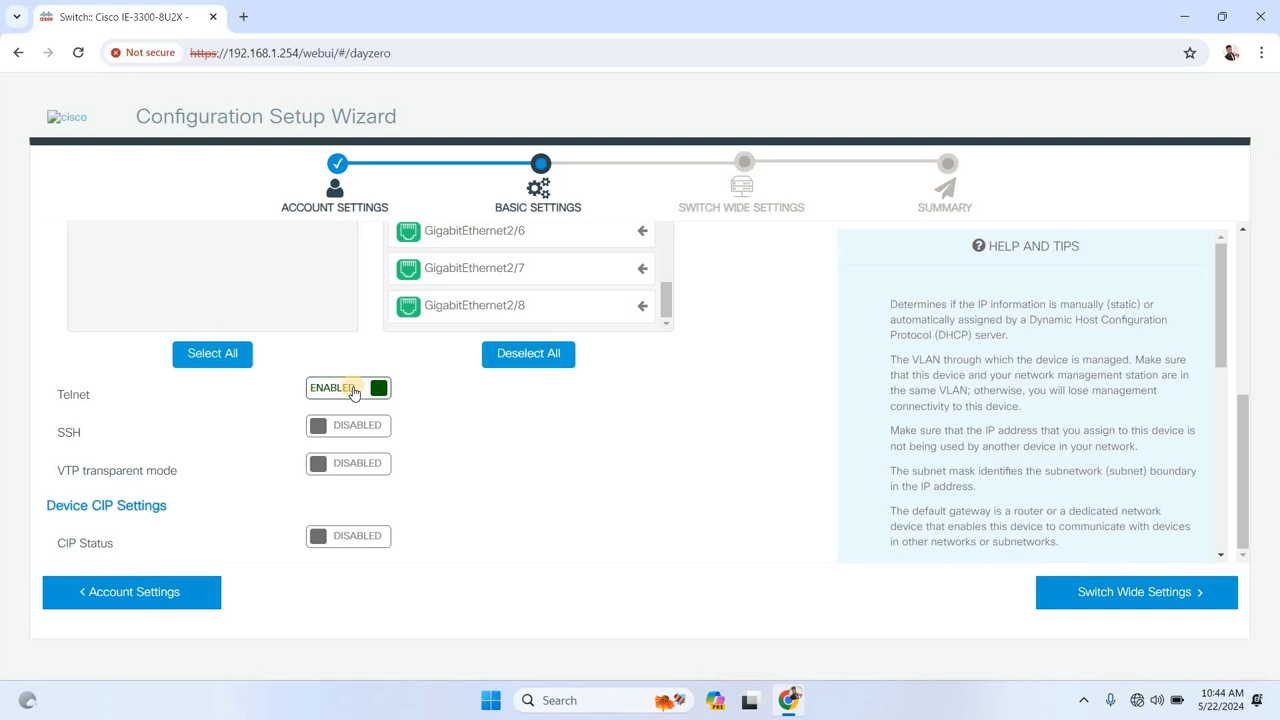 Switch:: Cisco IE-3300-8U2X -
Not secure
https://192.168.1.254/webui/#/dayzero
cisco
Configuration Setup Wizard
ACCOUNT SETTINGS
BASIC SETTINGS
SWITCH WIDE SETTINGS
SUMMARY
GigabitEthernet2/6
GigabitEthernet2/7
GigabitEthernet2/8
Select All
Deselect All
Telnet
ENABLED
SSH
DISABLED
VTP transparent mode
DISABLED
Device CIP Settings
CIP Status
DISABLED
? HELP AND TIPS
Determines if the IP information is manually (static) or
automatically assigned by a Dynamic Host Configuration
Protocol (DHCP) server.
The VLAN through which the device is managed. Make sure
that this device and your network management station are in
the same VLAN; otherwise, you will lose management
connectivity to this device.
Make sure that the IP address that you assign to this device is
not being used by another device in your network.
The subnet mask identifies the subnetwork (subnet) boundary
in the IP address.
The default gateway is a router or a dedicated network
device that enables this device to communicate with devices
in other networks or subnetworks.
< Account Settings
Switch Wide Settings >
Search
PRE
10:44 AM
5/22/2024